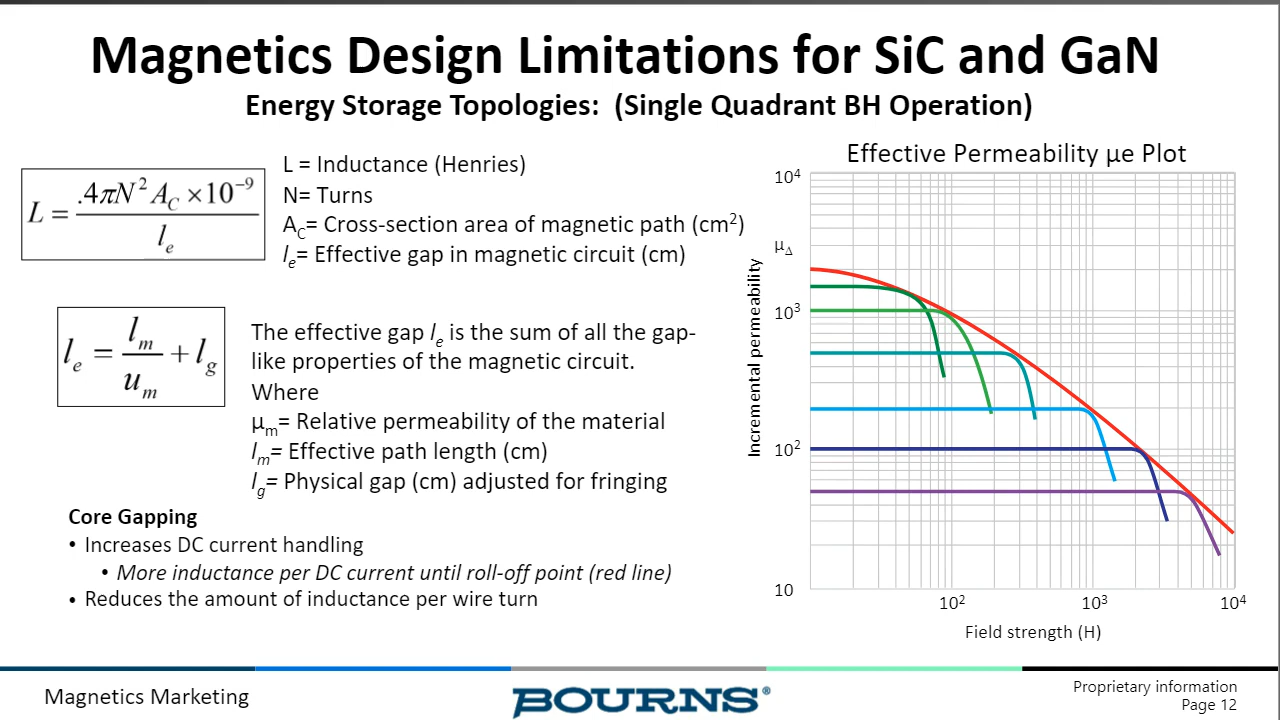 Magnetics Design Limitations for SiC and GaN
Energy Storage Topologies:  (Single Quadrant BH Operation)
L = .4πN² A_C ×10⁻⁹ / l_e
L = Inductance (Henries)
N= Turns
A_C= Cross-section area of magnetic path (cm²)
l_e= Effective gap in magnetic circuit (cm)
l_e = l_m / u_m + l_g
The effective gap l_e is the sum of all the gap-
like properties of the magnetic circuit.
Where
μ_m= Relative permeability of the material
l_m= Effective path length (cm)
l_g= Physical gap (cm) adjusted for fringing
Core Gapping
• Increases DC current handling
• More inductance per DC current until roll-off point (red line)
• Reduces the amount of inductance per wire turn
Effective Permeability μe Plot
10⁴
μ_Δ
10³
10²
10
Incremental permeability
10² 10³ 10⁴
Field strength (H)
Magnetics Marketing
BOURNS®
Proprietary information
Page 12